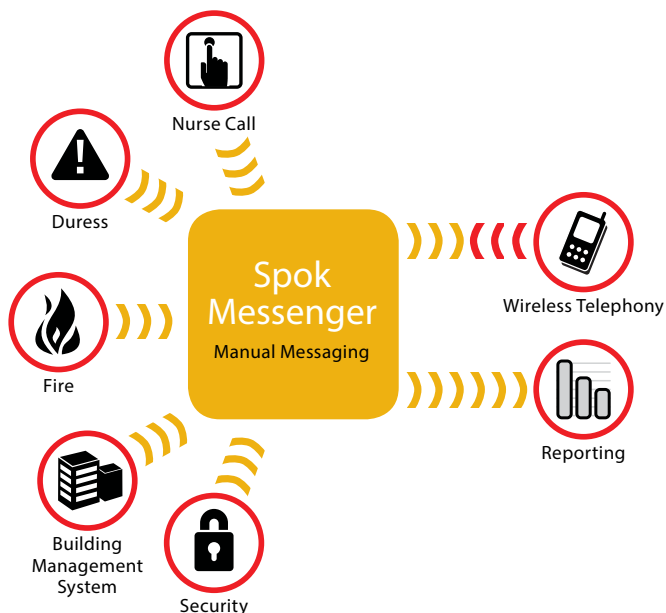 Nurse Call
Duress
Spok
Messenger
Manual Messaging
Wireless Telephony
Fire
Reporting
Building
Management
System
Security